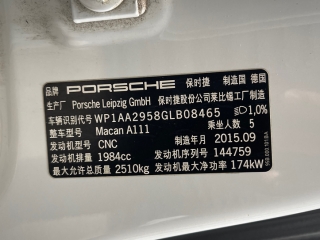 品牌 PORSCHE 保时捷 制造国 德国
生产厂 Porsche Leipzig GmbH 保时捷股份公司莱比锡工厂制造
车辆识别代号 WP1AA2958GLB08465 1,0%
整车型号 Macan A111 乘坐人数 5
发动机型号 CNC 制造年月 2015.09
发动机排量 1984cc 发动机序号 144759
最大允许总质量 2510kg 发动机最大净功率 174kW